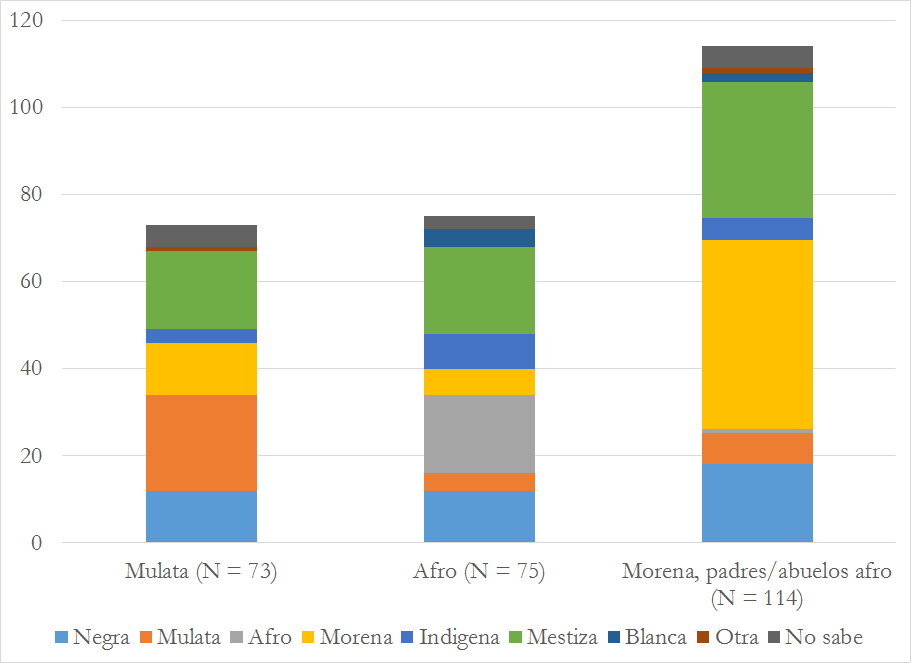 120
100
80
60
40
20
0
Mulata (N = 73)
Afro (N = 75)
Morena, padres/abuelos afro
(N = 114)
Negra Mulata Afro Morena Indigena Mestiza Blanca Otra No sabe